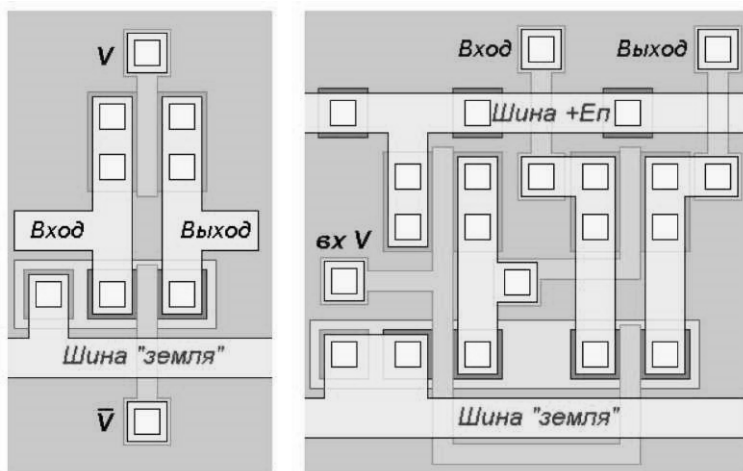 V
Вход
Выход
Шина "земля"
V̅
Вход
Выход
Шина +Еп
вх V
Шина "земля"